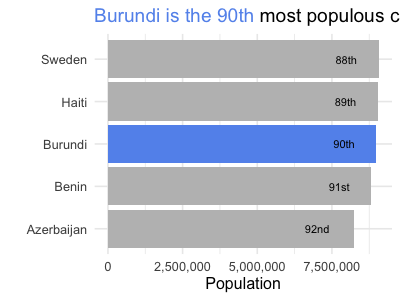 Burundi is the 90th most populous c
Sweden 88th
Haiti 89th
Burundi 90th
Benin 91st
Azerbaijan 92nd
0 2,500,000 5,000,000 7,500,000
Population